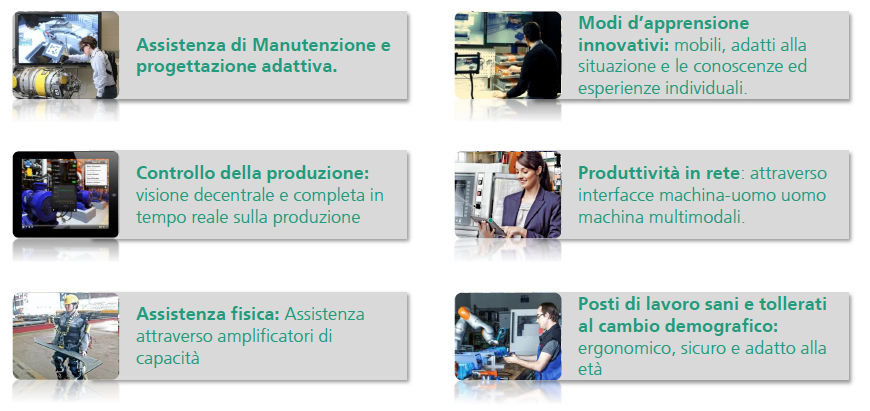 Assistenza di Manutenzione e
progettazione adattiva.
Modi d'apprensione
innovativi: mobili, adatti alla
situazione e le conoscenze ed
esperienze individuali.
Controllo della produzione:
visione decentrale e completa in
tempo reale sulla produzione
Produttività in rete: attraverso
interfacce machina-uomo uomo
machina multimodali.
Assistenza fisica: Assistenza
attraverso amplificatori di
capacità
Posti di lavoro sani e tollerati
al cambio demografico:
ergonomico, sicuro e adatto alla
età